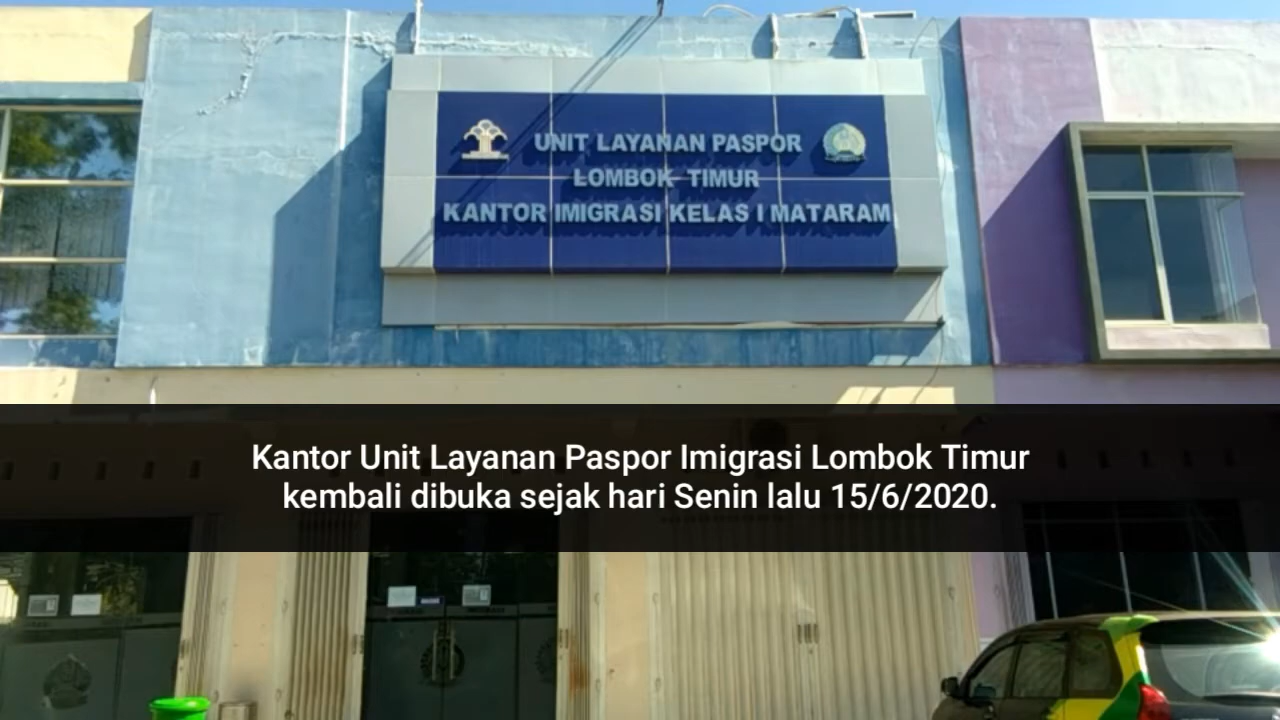 UNIT LAYANAN PASPOR
LOMBOK TIMUR
KANTOR IMIGRASI KELAS I MATARAM
Kantor Unit Layanan Paspor Imigrasi Lombok Timur
kembali dibuka sejak hari Senin lalu 15/6/2020.